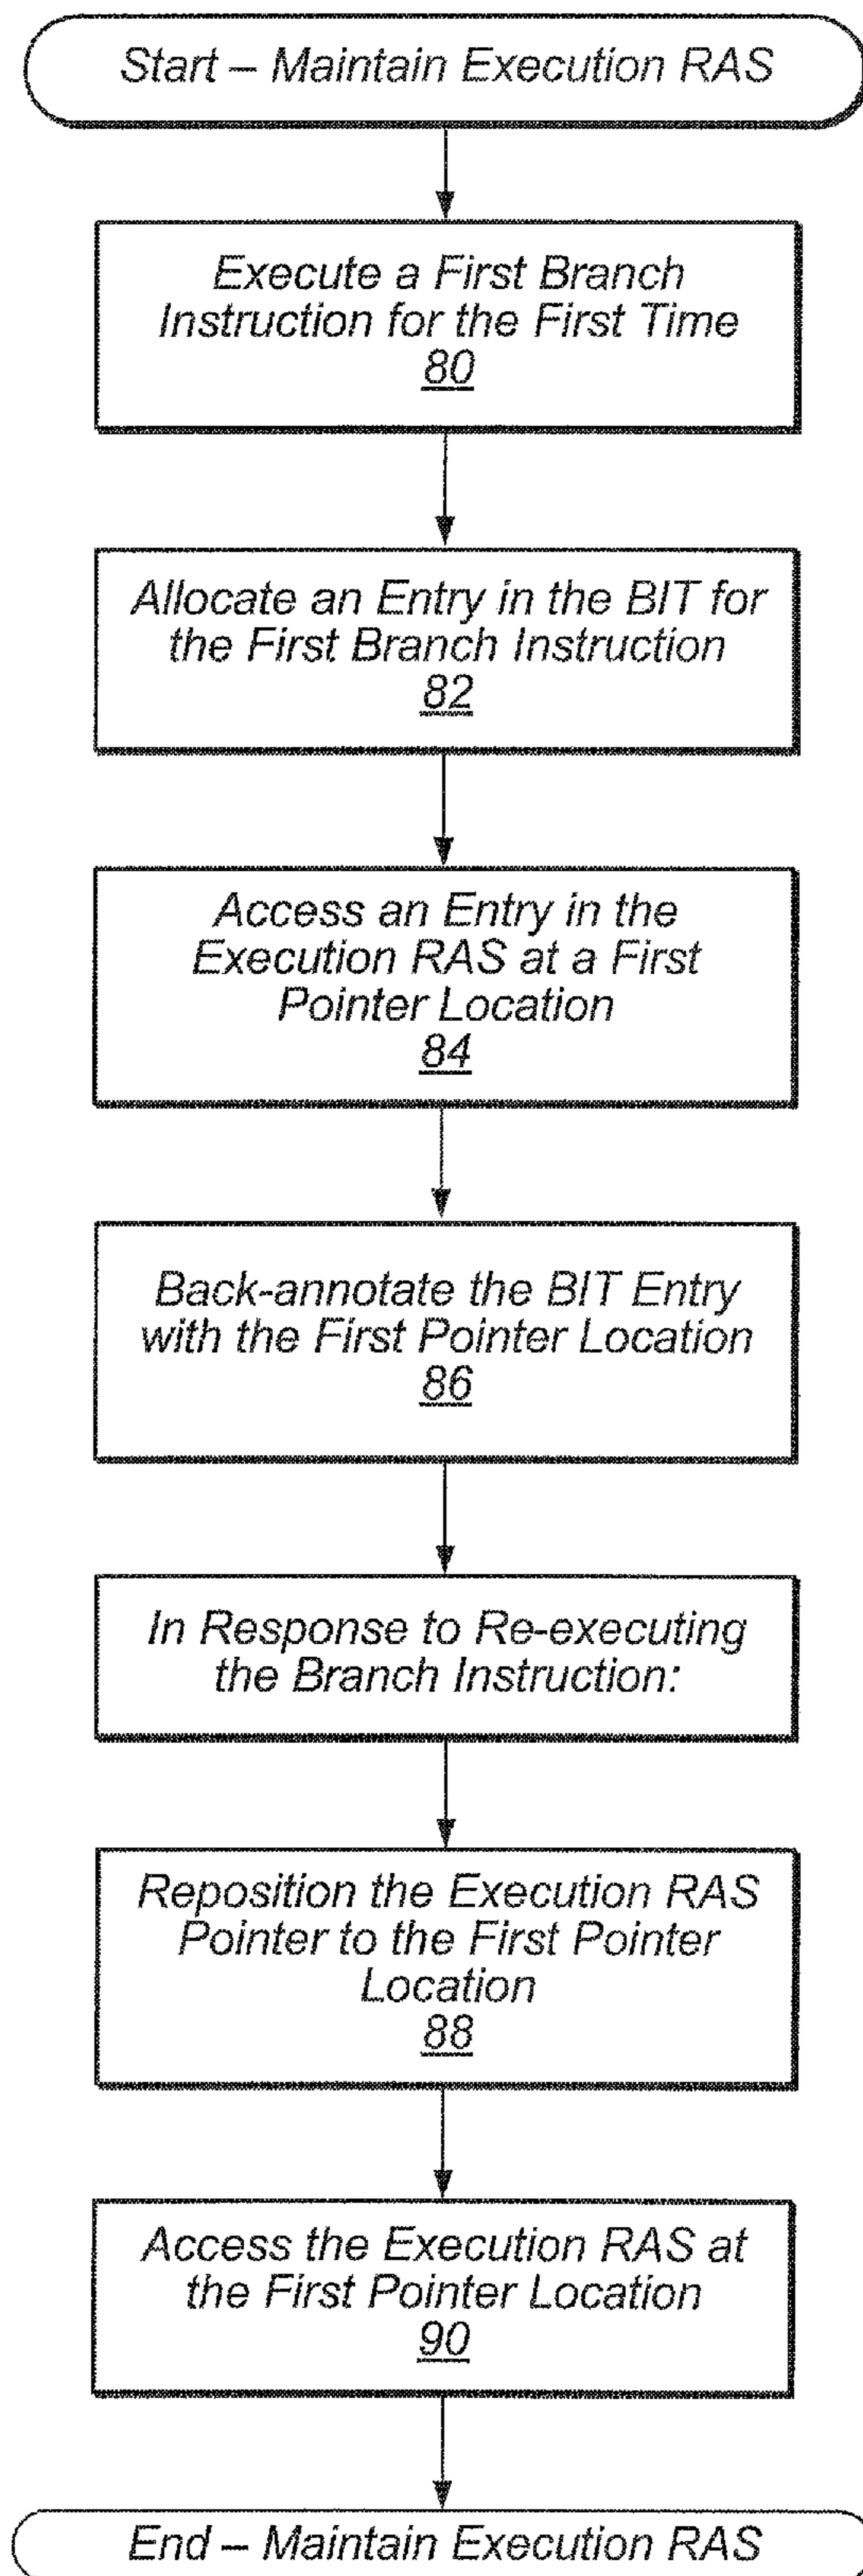 Start – Maintain Execution RAS
Execute a First Branch
Instruction for the First Time
80
Allocate an Entry in the BIT for
the First Branch Instruction
82
Access an Entry in the
Execution RAS at a First
Pointer Location
84
Back-annotate the BIT Entry
with the First Pointer Location
86
In Response to Re-executing
the Branch Instruction:
Reposition the Execution RAS
Pointer to the First Pointer
Location
88
Access the Execution RAS at
the First Pointer Location
90
End – Maintain Execution RAS